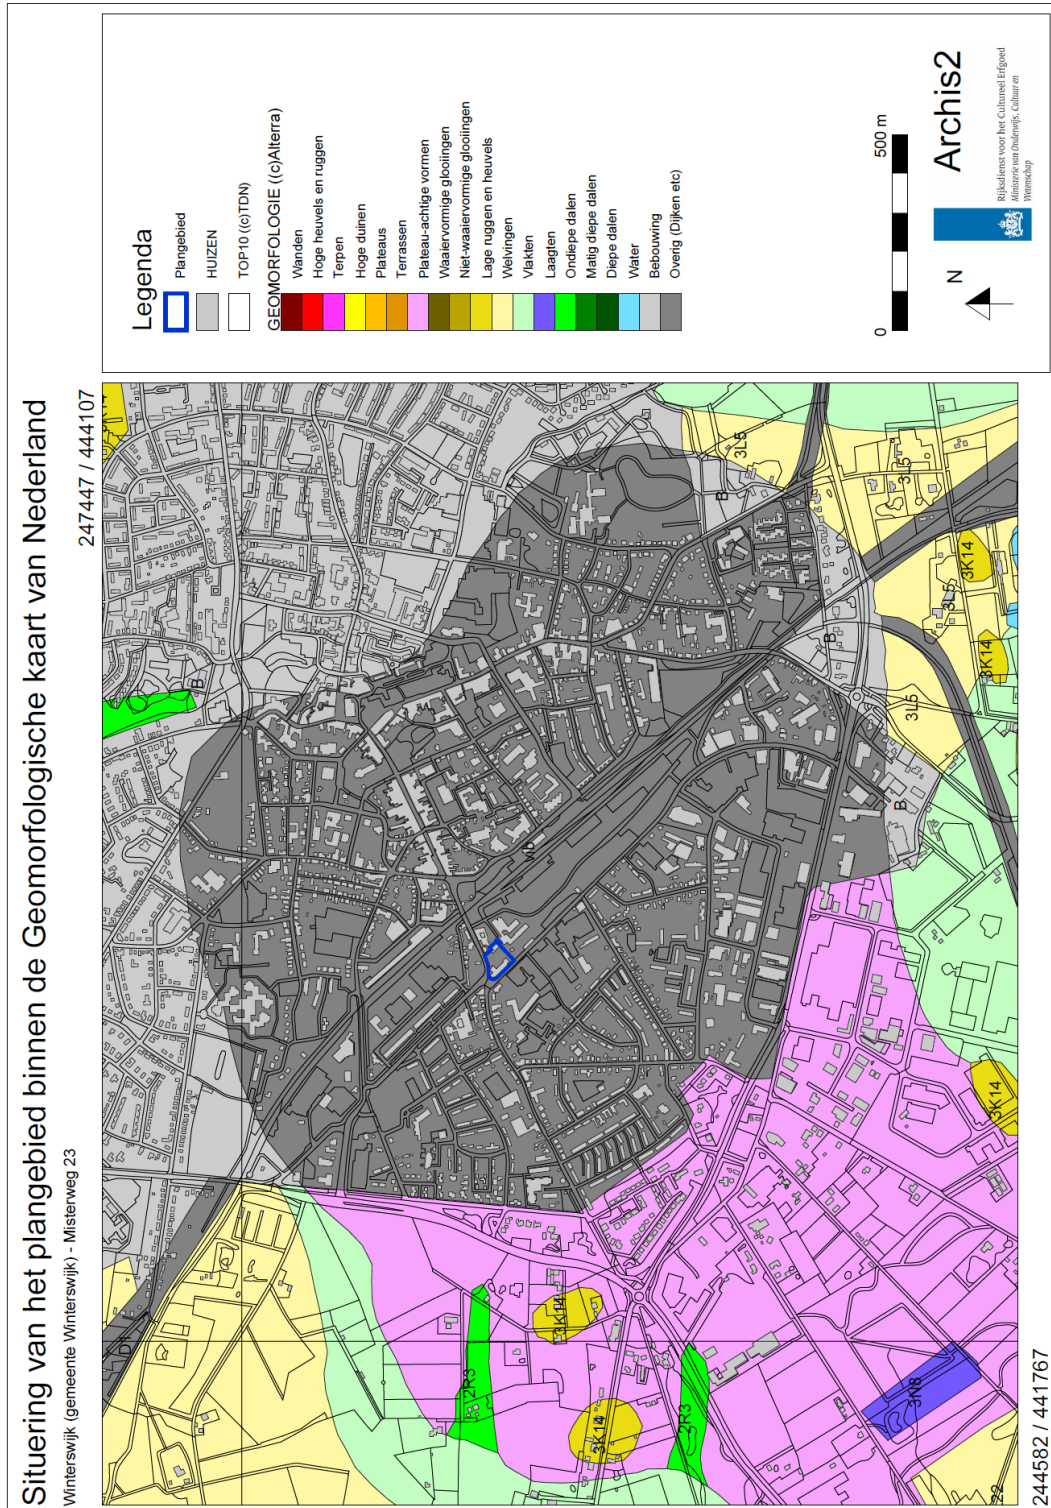 Situering van het plangebied binnen de Geomorfologische kaart van Nederland
Winterswijk (gemeente Winterswijk) - Misterweg 23
247447 / 444107
244582 / 441767
Legenda
Plangebied
HUIZEN
TOP10 ((c)TDN)
GEOMORFOLOGIE ((c)Alterra)
Wanden
Hoge heuvels en ruggen
Terpen
Hoge duinen
Plateaus
Terrassen
Plateau-achtige vormen
Waaiervormige glooiingen
Niet-waaiervormige glooiingen
Lage ruggen en heuvels
Welvingen
Vlakten
Laagten
Ondiepe dalen
Matig diepe dalen
Diepe dalen
Water
Bebouwing
Overig (Dijken etc)
0
500 m
N
Archis2
Rijksdienst voor het Cultureel Erfgoed
Ministerie van Onderwijs, Cultuur en
Wetenschap
D1
B
3L5
B
3L5
3K14
3L5
3K14
B
3L5
B
2R3
3K14
3K14
2R3
3N8
3K14